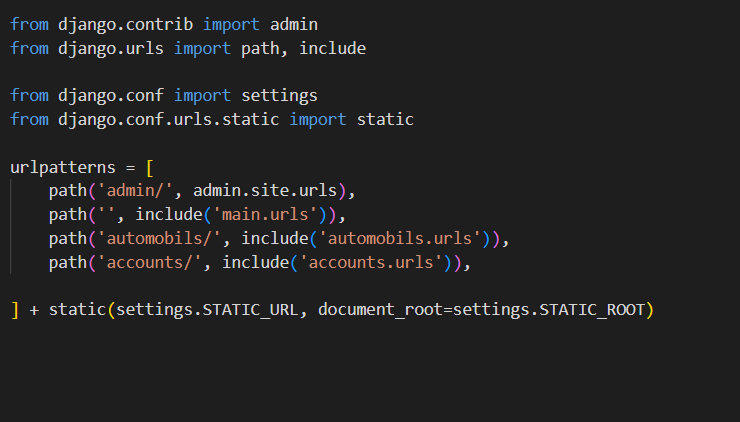 from django.contrib import admin
from django.urls import path, include
from django.conf import settings
from django.conf.urls.static import static
urlpatterns = [
    path('admin/', admin.site.urls),
    path('', include('main.urls')),
    path('automobils/', include('automobils.urls')),
    path('accounts/', include('accounts.urls')),
] + static(settings.STATIC_URL, document_root=settings.STATIC_ROOT)